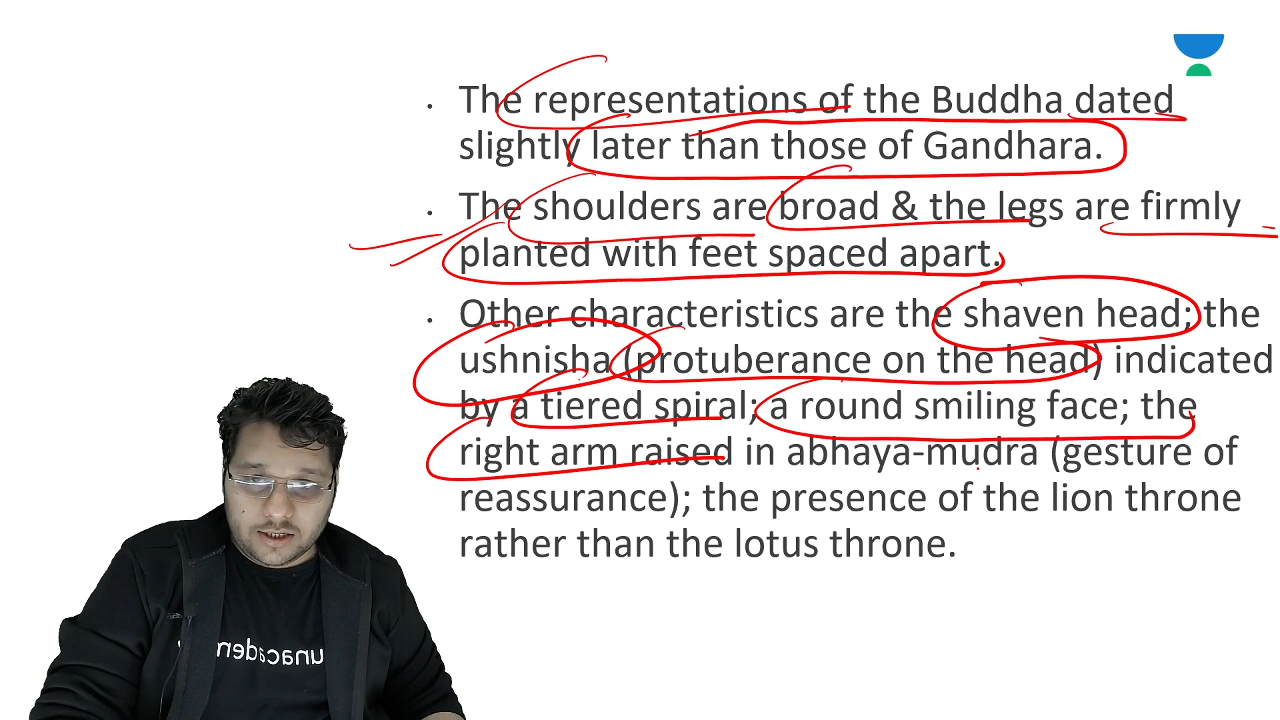 • The representations of the Buddha dated
slightly later than those of Gandhara.
• The shoulders are broad & the legs are firmly
planted with feet spaced apart.
• Other characteristics are the shaven head; the
ushnisha (protuberance on the head) indicated
by a tiered spiral; a round smiling face; the
right arm raised in abhaya-mudra (gesture of
reassurance); the presence of the lion throne
rather than the lotus throne.
unacadem